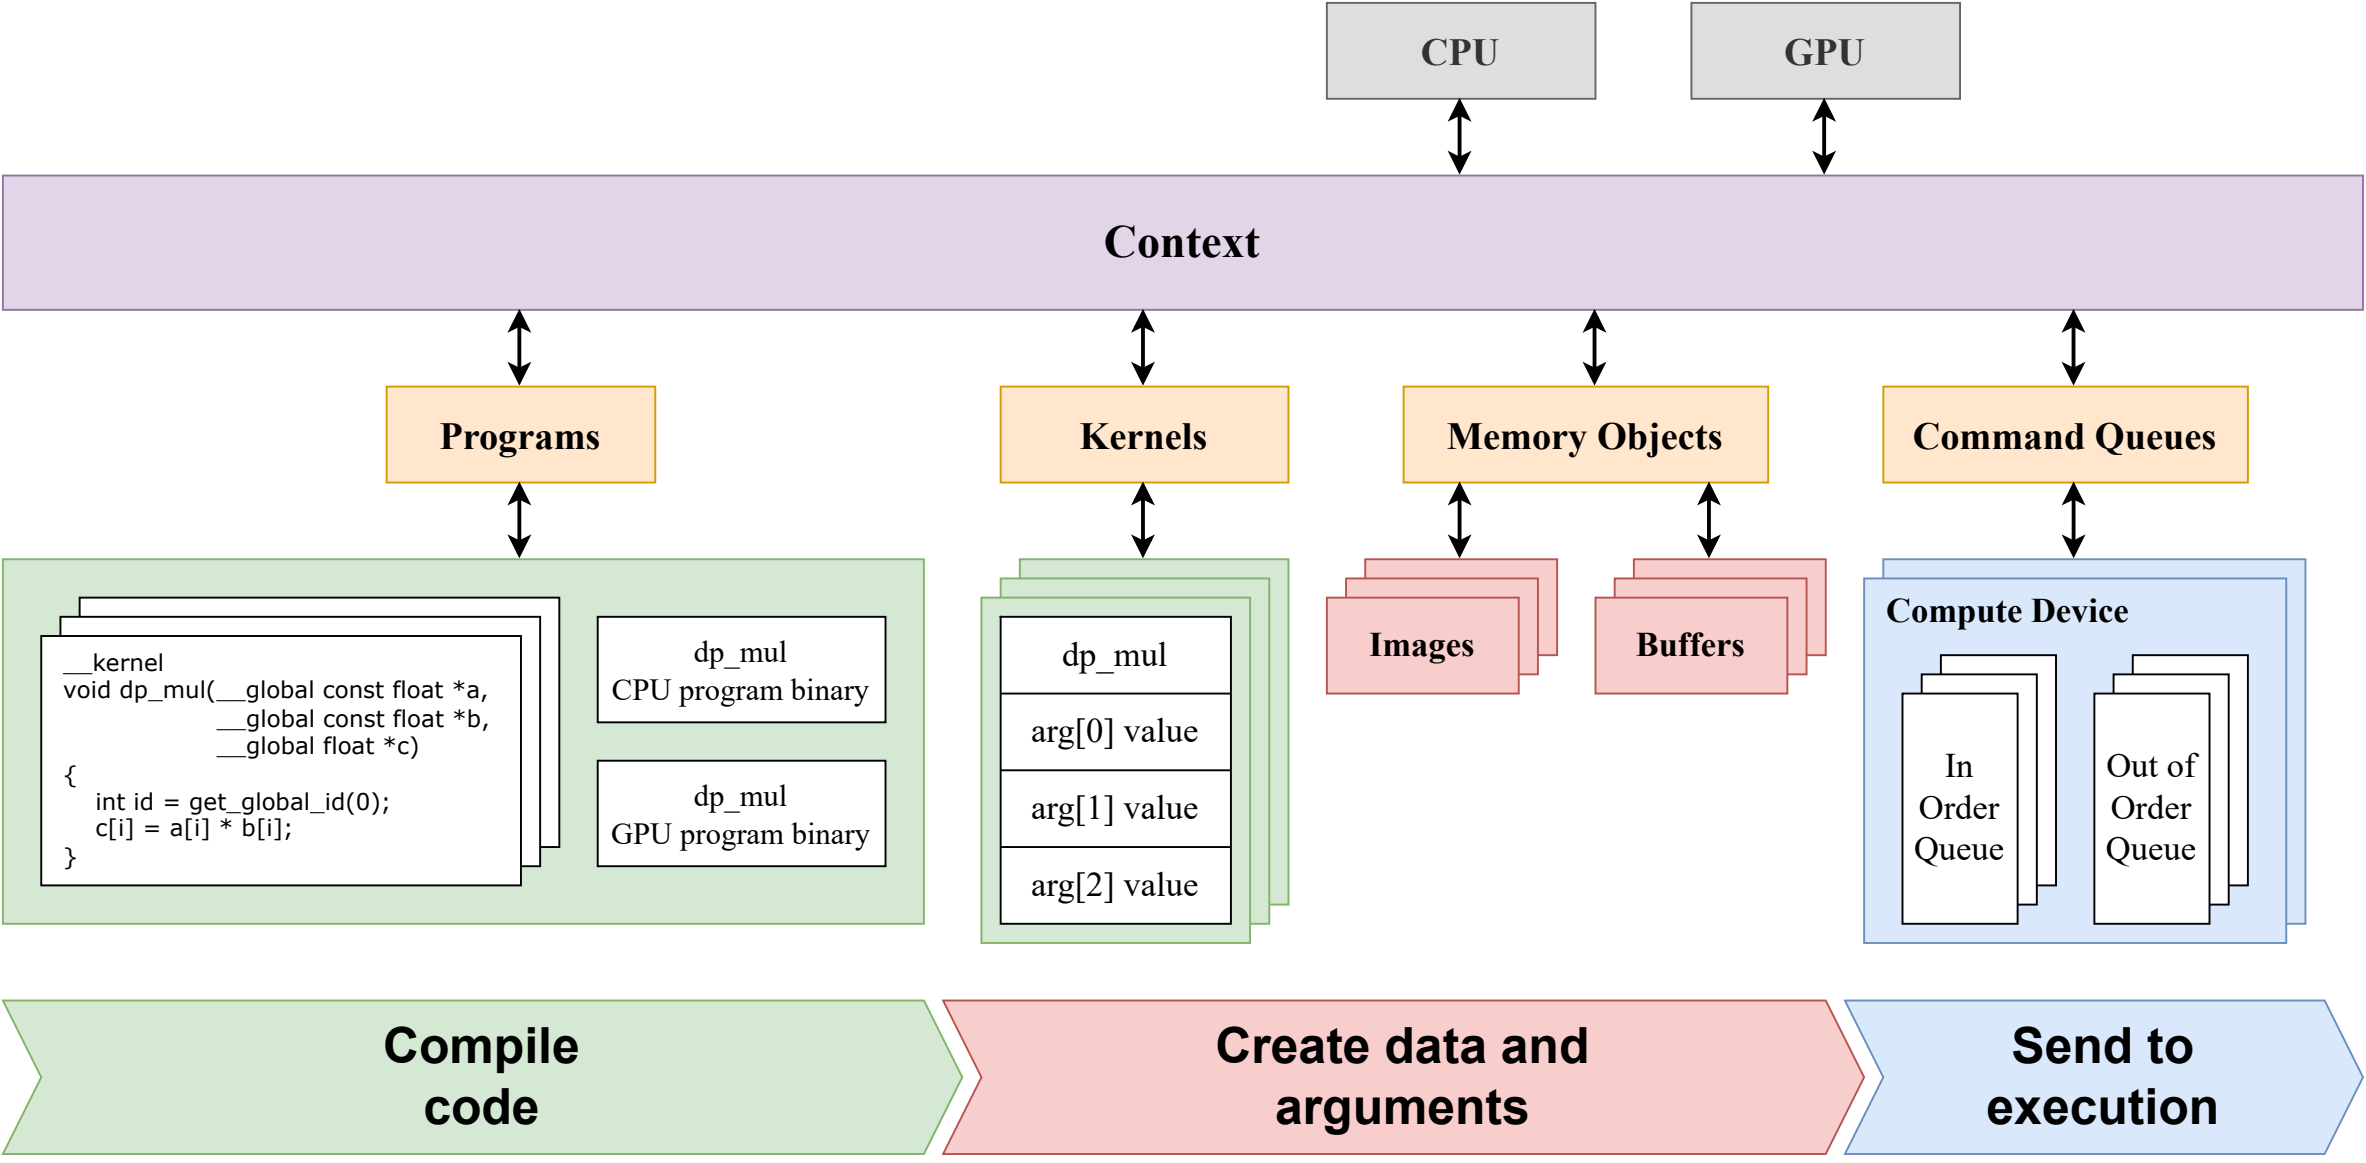 CPU
GPU
Context
Programs
Kernels
Memory Objects
Command Queues
__kernel
void dp_mul(__global const float *a,
__global const float *b,
__global float *c)
{
int id = get_global_id(0);
c[i] = a[i] * b[i];
}
dp_mul
CPU program binary
dp_mul
GPU program binary
dp_mul
arg[0] value
arg[1] value
arg[2] value
Images
Buffers
Compute Device
In
Order
Queue
Out of
Order
Queue
Compile
code
Create data and
arguments
Send to
execution